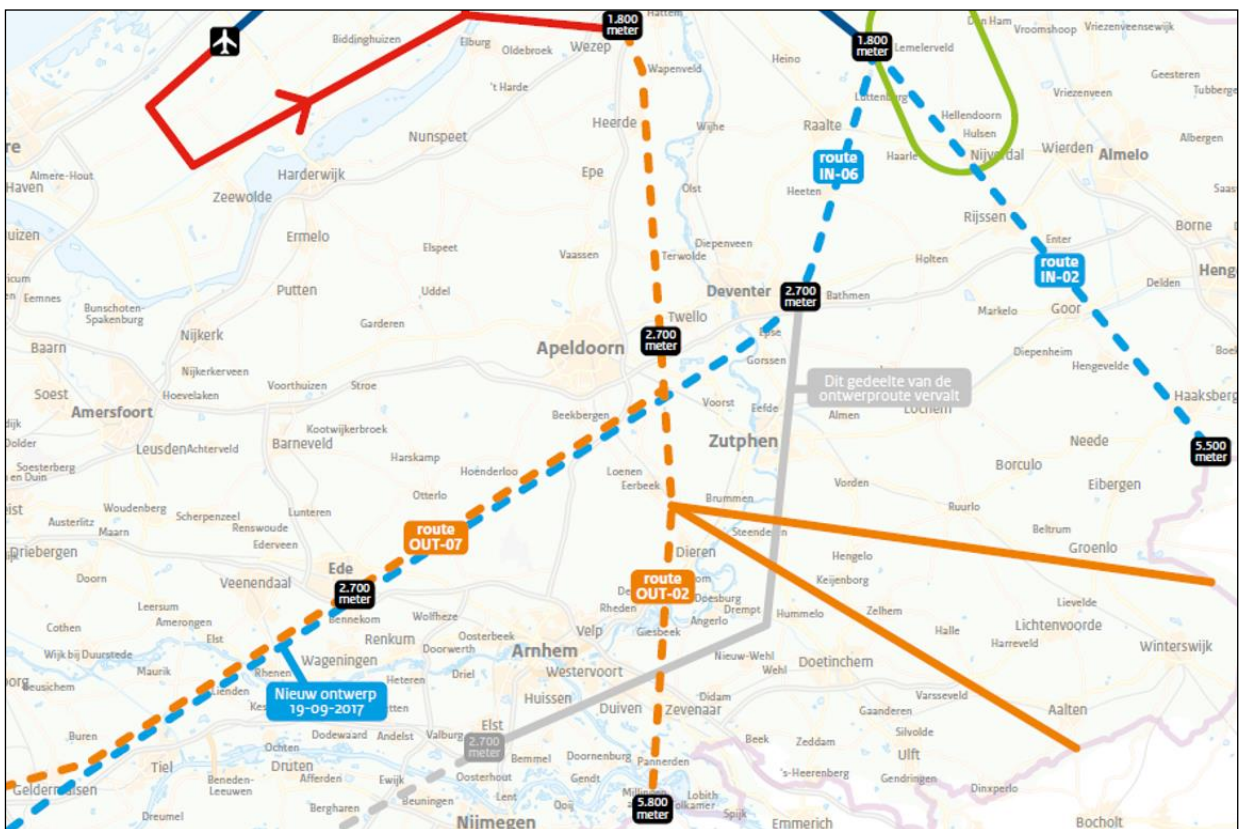 1.800
meter
Hattem
Wezep
Biddinghuizen
Elburg
Oldebroek
Wapenveld
't Harde
1.800
meter
Lemelerveld
Den Ham
Vroomshoop
Vriezenveensewijk
Heino
Geesteren
Vriezenveen
Tubberge
Luttenburg
Hellendoorn
Hulsen
Raalte
Albergen
Nunspeet
Heerde
Wijhe
Wierden
Almelo
Haarle
Nijverdal
route
IN-06
re
Almere-Hout
Haven
Harderwijk
Zeewolde
Epe
Olst
Heeten
Saas
Rijssen
uizen
Ermelo
Elspeet
Vaassen
Diepenveen
Terwolde
Enter
Borne
Holten
route
IN-02
Heng
Delden
Eemnes
Bunschoten-
Spakenburg
Putten
Uddel
Deventer
2.700
meter
Bathmen
Markelo
Goor
Nijkerk
Garderen
Twello
Epse
Baarn
Apeldoorn
2.700
meter
Gorssen
Diepenheim
Hengevelde
Nijkerkerveen
Voorthuizen
Stroe
Soest
Hoevelaken
Dit gedeelte van de
ontwerproute vervalt
Haaksberg
Amersfoort
Beekbergen
Voorst
Eefde
Almen
Lochem
Kootwijkerbroek
Leusden
Achterveld
Barneveld
Zutphen
Neede
5.500
meter
Soesterberg
en Duin
Harskamp
Hoenderloo
Loenen
Eerbeek
Borculo
Eibergen
Otterlo
Vorden
Brummen
Ruurlo
Woudenberg
Austerlitz
Maarn
Scherpenzeel
Lunteren
Renswoude
Ederveen
route
OUT-07
Steenderen
Beltrum
Groenlo
Driebergen
Dieren
Hengelo
Keijenborg
Doorn
Veenendaal
Ede
2.700
meter
route
OUT-02
Doesburg
Lievelde
Leersum
Amerongen
Bennekom
Wolfheze
Rheden
Angerlo
Drempt
Hummelo
Zelhem
Lichtenvoorde
Cothen
Elst
Renkum
Oosterbeek
Doorwerth
Velp
Giesbeek
Halle
Harreveld
Winterswijk
Wijk bij Duurstede
Maurik
Rhenen
Wageningen
Arnhem
Nieuw-Wehl
Wehl
Doetinchem
Heteren
Driel
Westervoort
Lienden
Nieuw ontwerp
19-09-2017
Huissen
Duiven
Didam
Zevenaar
Varsseveld
Gaanderen
Aalten
Elst
Silvolde
Buren
Dodewaard
Andelst
Valburg
2.700
meter
Ochten
Bemmel
Doornenburg
Pannerden
Beek
Zeddam
Ulft
Tiel
Druten
Geldermalsen
Beneden-
Leeuwen
Afferden
Ewijk
Oosterhout
Gendt
's-Heerenberg
Gendringen
Dinxperlo
Beuningen
Lent
5.800
meter
Lobith
Bergharen
Ooij
Dreumel
Nijmegen
Spijk
Emmerich
Bocholt